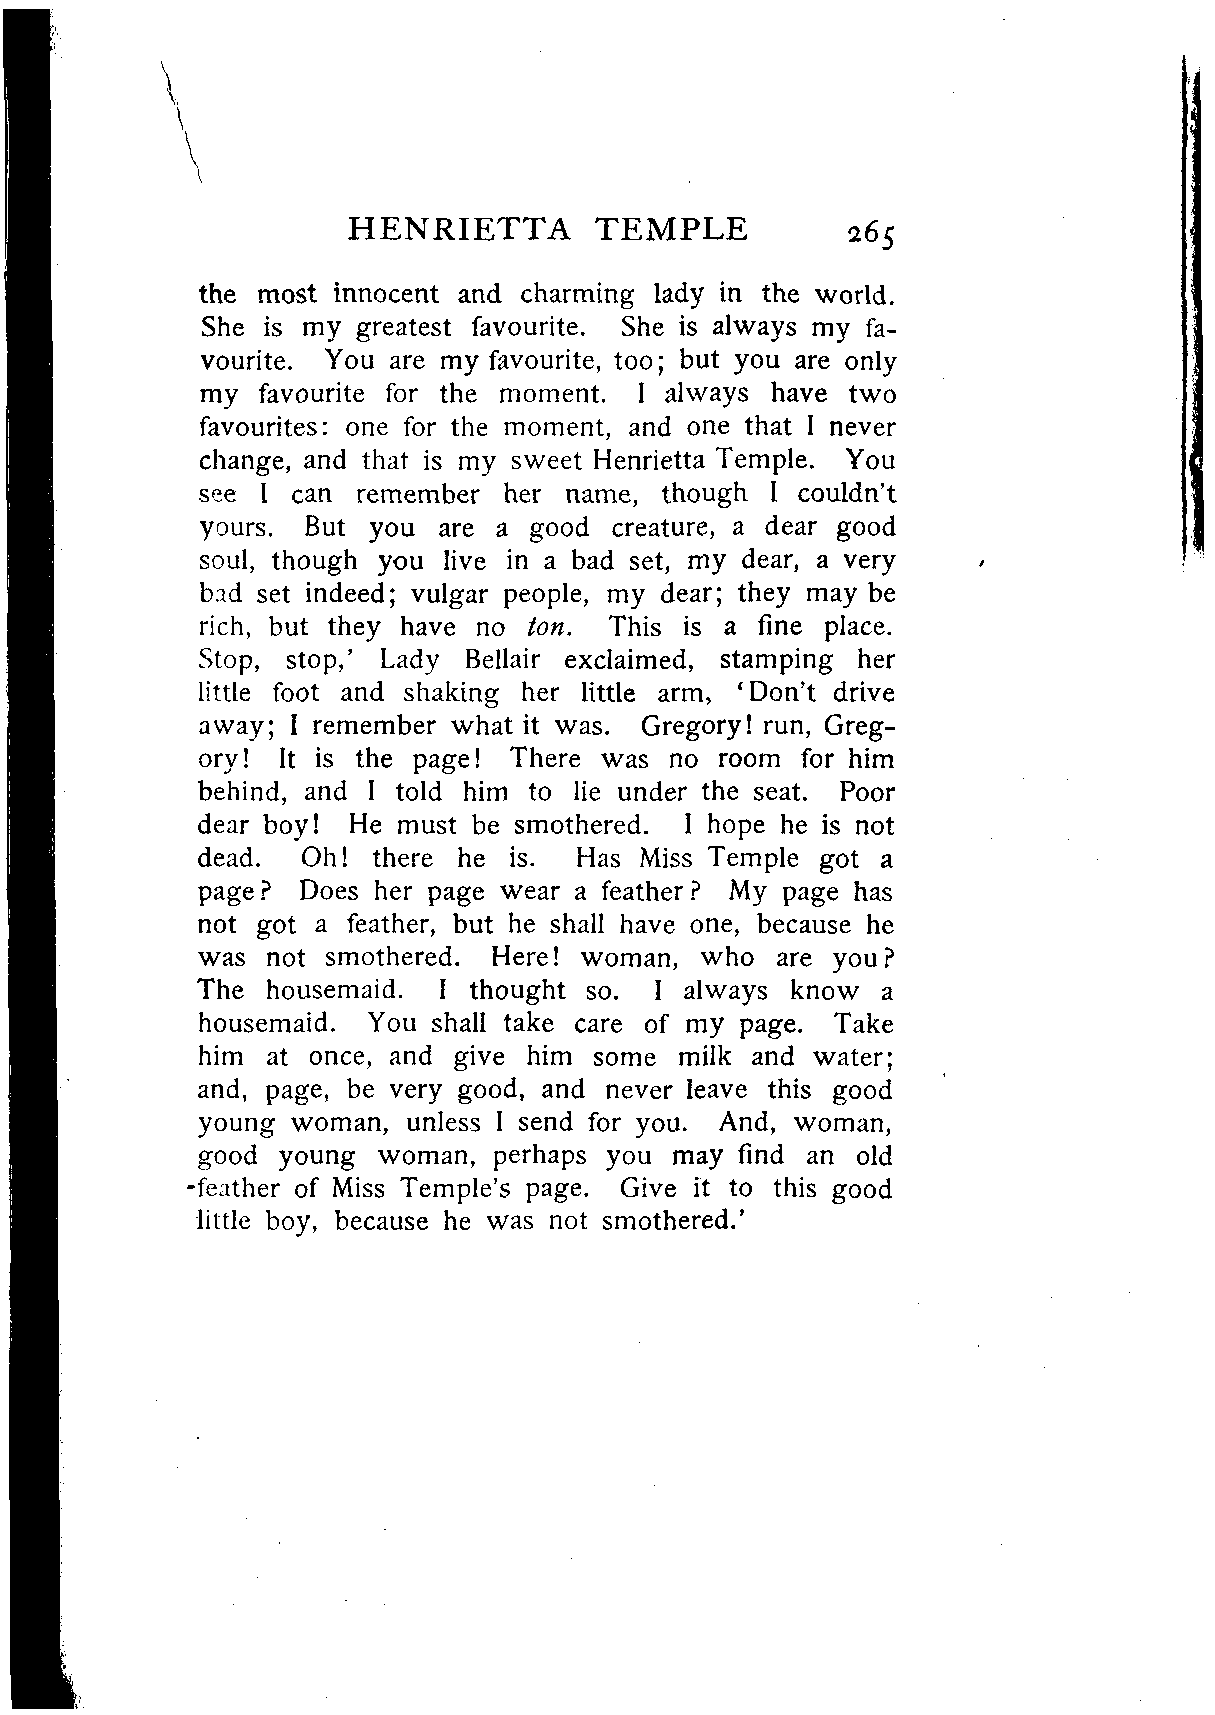 HENRIETTA TEMPLE 265
the most innocent and charming lady in the world.
She is my greatest favourite. She is always my fa-
vourite. You are my favourite, too; but you are only
my favourite for the moment. I always have two
favourites: one for the moment, and one that I never
change, and that is my sweet Henrietta Temple. You
see I can remember her name, though I couldn't
yours. But you are a good creature, a dear good
soul, though you live in a bad set, my dear, a very
bad set indeed; vulgar people, my dear; they may be
rich, but they have no ton. This is a fine place.
Stop, stop,' Lady Bellair exclaimed, stamping her
little foot and shaking her little arm, 'Don't drive
away; I remember what it was. Gregory! run, Greg-
ory! It is the page! There was no room for him
behind, and I told him to lie under the seat. Poor
dear boy! He must be smothered. I hope he is not
dead. Oh! there he is. Has Miss Temple got a
page? Does her page wear a feather? My page has
not got a feather, but he shall have one, because he
was not smothered. Here! woman, who are you?
The housemaid. I thought so. I always know a
housemaid. You shall take care of my page. Take
him at once, and give him some milk and water;
and, page, be very good, and never leave this good
young woman, unless I send for you. And, woman,
good young woman, perhaps you may find an old
feather of Miss Temple's page. Give it to this good
little boy, because he was not smothered.'